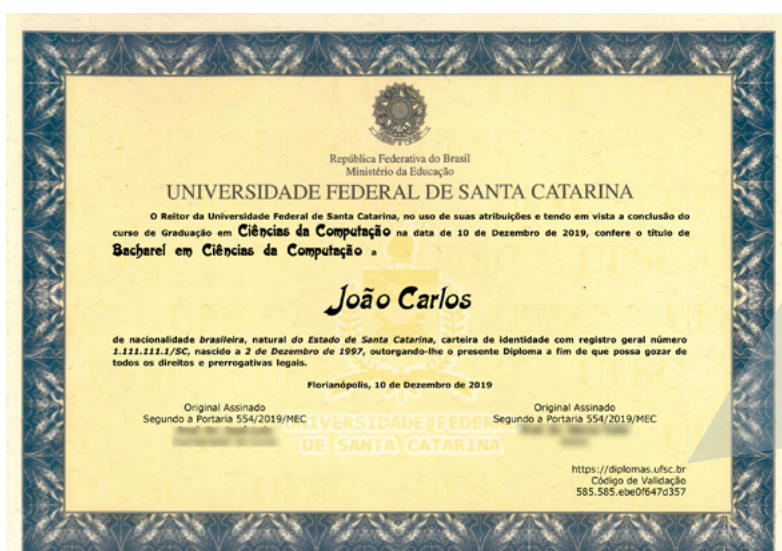 República Federativa do Brasil
Ministério da Educação
UNIVERSIDADE FEDERAL DE SANTA CATARINA
O Reitor da Universidade Federal de Santa Catarina, no uso de suas atribuições e tendo em vista a conclusão do
curso de Graduação em Ciências da Computação na data de 10 de Dezembro de 2019, confere o título de
Bacharel em Ciências da Computação a
João Carlos
de nacionalidade brasileira, natural do Estado de Santa Catarina, carteira de identidade com registro geral número
1.111.111.1/SC, nascido a 2 de Dezembro de 1997, outorgando-lhe o presente Diploma a fim de que possa gozar de
todos os direitos e prerrogativas legais.
Florianópolis, 10 de Dezembro de 2019
Original Assinado
Segundo a Portaria 554/2019/MEC
Original Assinado
Segundo a Portaria 554/2019/MEC
UNIVERSIDADE FEDERAL
DE SANTA CATARINA
https://diplomas.ufsc.br
Código de Validação
585.585.ebe0f647d357